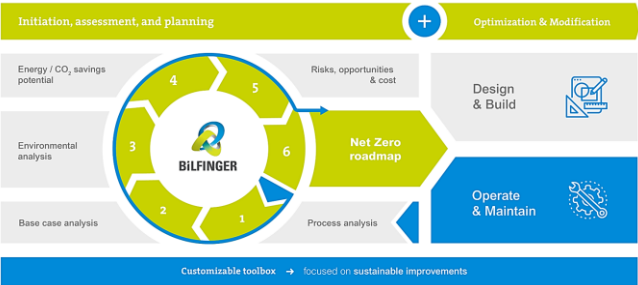 Initiation, assessment, and planning
+
Optimization & Modification
Energy / CO₂ savings
potential
4
5
Risks, opportunities
& cost
Design
& Build
Environmental
analysis
3
BiLFINGER
6
Net Zero
roadmap
Operate
& Maintain
Base case analysis
2
1
Process analysis
Customizable toolbox → focused on sustainable improvements